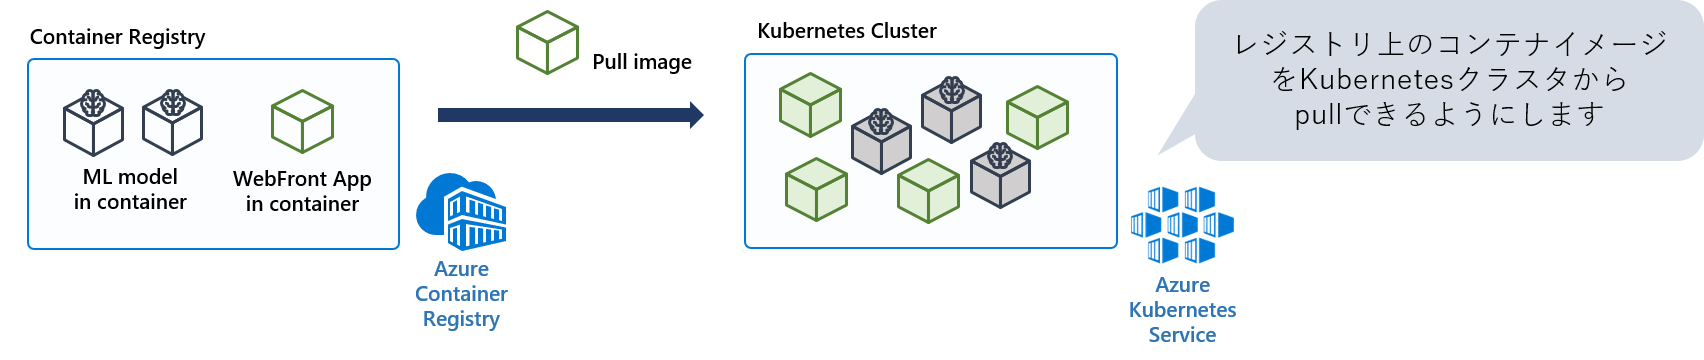 Container Registry
ML model
in container
WebFront App
in container
Azure
Container
Registry
Pull image
Kubernetes Cluster
Azure
Kubernetes
Service
レジストリ上のコンテナイメージ
をKubernetesクラスタから
pullできるようにします